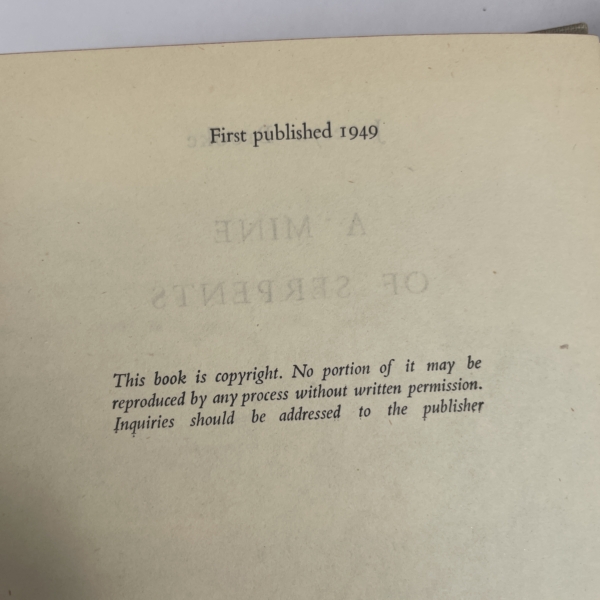 First published 1949
A MINE
OF SERPENTS
This book is copyright. No portion of it may be
reproduced by any process without written permission.
Inquiries should be addressed to the publisher